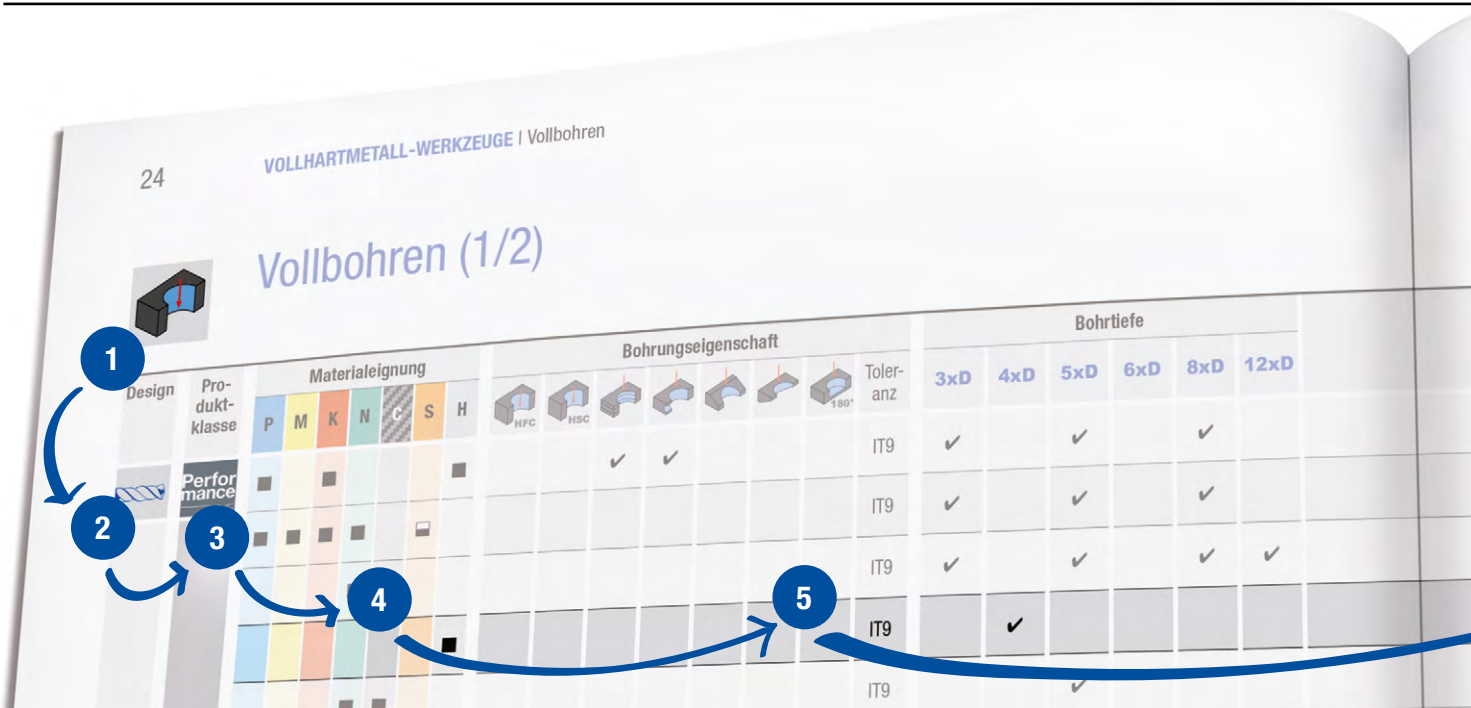 24
VOLLHARTMETALL-WERKZEUGE | Vollbohren
Vollbohren (1/2)
1
Design
Pro-
dukt-
klasse
Materialeignung
P M K N C S H
Bohrungseigenschaft
HFC HSC 180°
Toler-
anz
Bohrtiefe
3xD 4xD 5xD 6xD 8xD 12xD
Perfor
mance
■ ■ ■ ✔ ✔ IT9 ✔ ✔ ✔
2
3
■ ■ ■ ■ IT9 ✔ ✔ ✔
4
IT9 ✔ ✔ ✔ ✔
5
■ IT9 ✔
■ ■ IT9 ✔